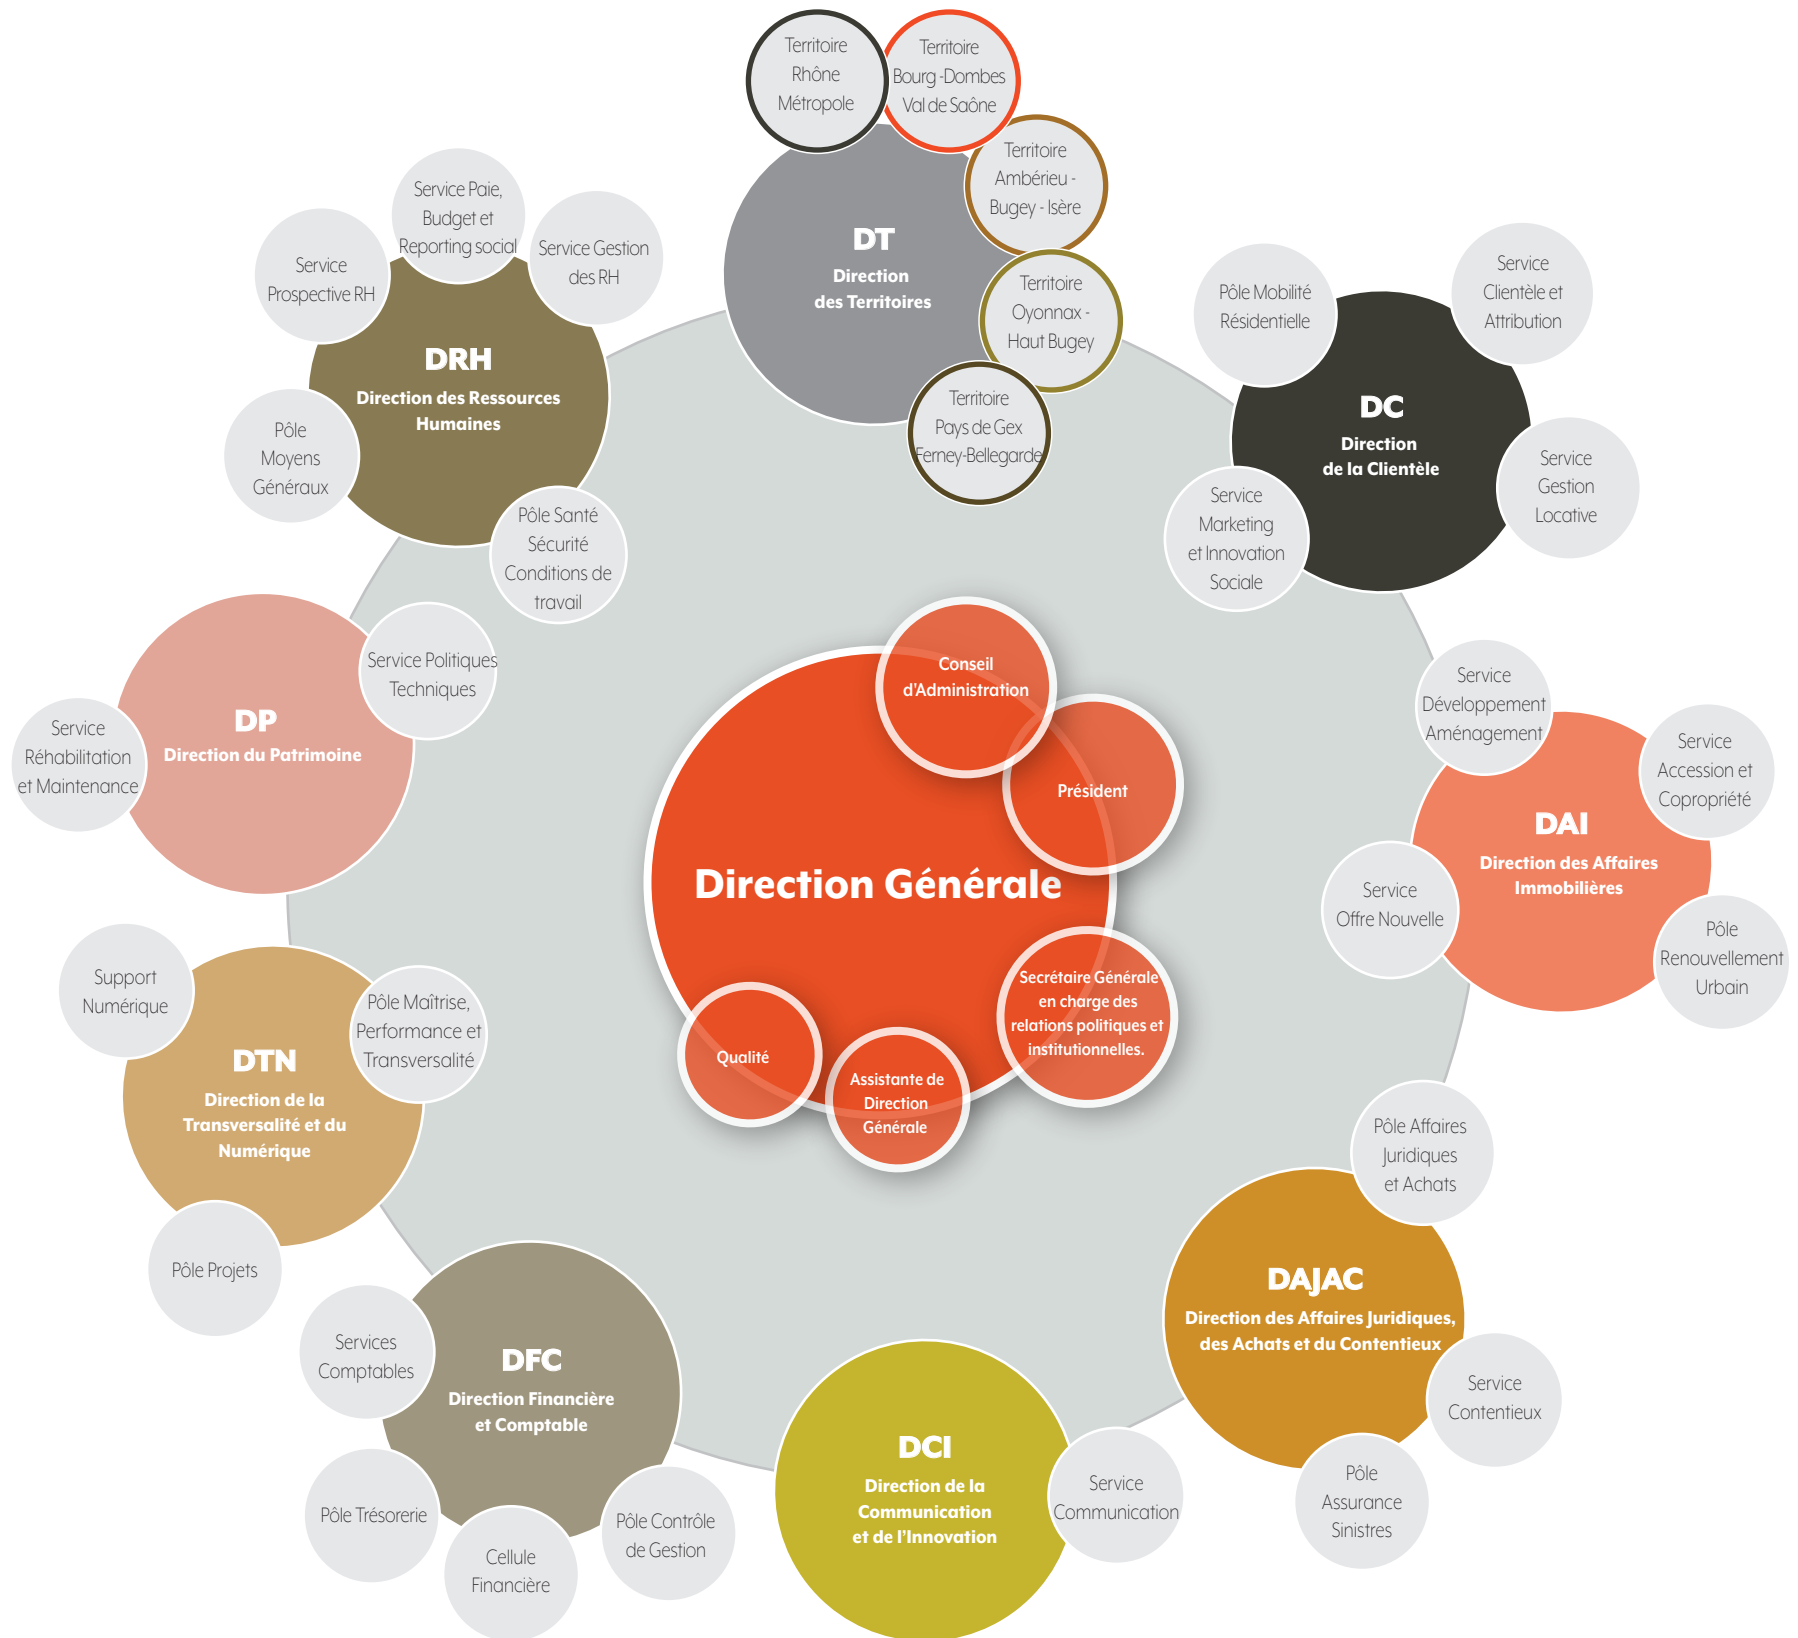 Territoire
Rhône
Métropole
Territoire
Bourg -Dombes
Val de Saône
Territoire
Ambérieu -
Bugey - Isère
Territoire
Oyonnax -
Haut Bugey
Territoire
Pays de Gex
Ferney-Bellegarde
DT
Direction
des Territoires
Service Paie,
Budget et
Reporting social
Service Gestion
des RH
Service
Prospective RH
DRH
Direction des Ressources
Humaines
Pôle
Moyens
Généraux
Pôle Santé
Sécurité
Conditions de
travail
Pôle Mobilité
Résidentielle
Service
Clientèle et
Attribution
DC
Direction
de la Clientèle
Service
Gestion
Locative
Service
Marketing
et Innovation
Sociale
Service Politiques
Techniques
DP
Direction du Patrimoine
Service
Réhabilitation
et Maintenance
Conseil
d'Administration
Président
Direction Générale
Secrétaire Générale
en charge des
relations politiques et
institutionnelles.
Qualité
Assistante de
Direction
Générale
Service
Développement
Aménagement
Service
Accession et
Copropriété
DAI
Direction des Affaires
Immobilières
Service
Offre Nouvelle
Pôle
Renouvellement
Urbain
Support
Numérique
Pôle Maîtrise,
Performance et
Transversalité
DTN
Direction de la
Transversalité et du
Numérique
Pôle Projets
Pôle Affaires
Juridiques
et Achats
DAJAC
Direction des Affaires Juridiques,
des Achats et du Contentieux
Service
Contentieux
Pôle
Assurance
Sinistres
Services
Comptables
DFC
Direction Financière
et Comptable
Pôle Trésorerie
Cellule
Financière
Pôle Contrôle
de Gestion
DCI
Direction de la
Communication
et de l'Innovation
Service
Communication